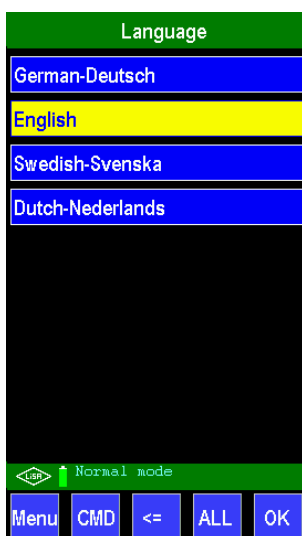 Language
German-Deutsch
English
Swedish-Svenska
Dutch-Nederlands
LiSA Normal mode
Menu CMD <= ALL OK